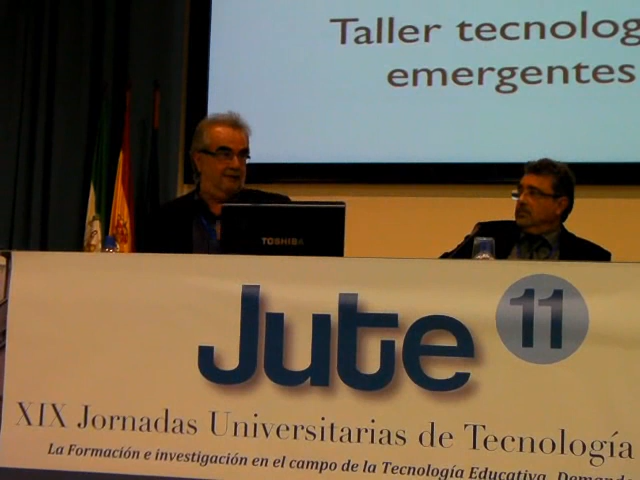 Taller tecnolog
emergentes
TOSHIBA
Jute 11
XIX Jornadas Universitarias de Tecnología
La Formación e investigación en el campo de la Tecnología Educativa. Demand